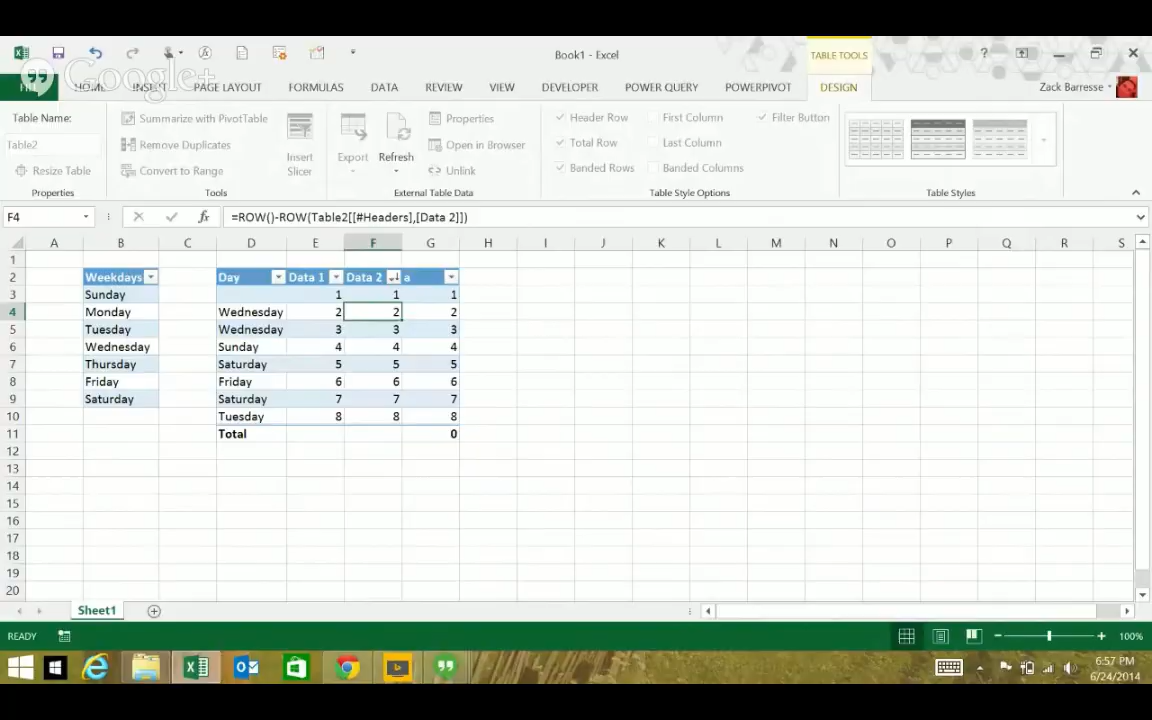 Book1 - Excel
TABLE TOOLS
?
Google+
FILE HOME INSERT PAGE LAYOUT FORMULAS DATA REVIEW VIEW DEVELOPER POWER QUERY POWERPIVOT DESIGN Zack Barresse
Table Name:
Table2
Resize Table
Properties
Summarize with PivotTable
Remove Duplicates
Convert to Range
Insert
Slicer
Tools
Export
Refresh
Properties
Open in Browser
Unlink
External Table Data
Header Row
Total Row
Banded Rows
First Column
Last Column
Banded Columns
Filter Button
Table Style Options
Table Styles
F4 fx =ROW()-ROW(Table2[[#Headers],[Data 2]])
A B C D E F G H I J K L M N O P Q R S
1
2 Weekdays Day Data 1 Data 2 a
3 Sunday 1 1 1
4 Monday Wednesday 2 2 2
5 Tuesday Wednesday 3 3 3
6 Wednesday Sunday 4 4 4
7 Thursday Saturday 5 5 5
8 Friday Friday 6 6 6
9 Saturday Saturday 7 7 7
10 Tuesday 8 8 8
11 Total 0
12
13
14
15
16
17
18
19
20
Sheet1
READY 100%
6:57 PM
6/24/2014